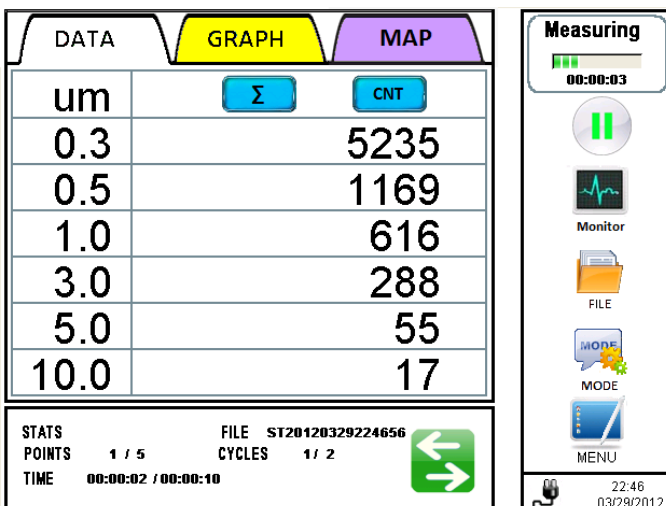 DATA GRAPH MAP
um Σ CNT
0.3 5235
0.5 1169
1.0 616
3.0 288
5.0 55
10.0 17
STATS FILE ST20120329224656
POINTS 1 / 5 CYCLES 1 / 2
TIME 00:00:02 / 00:00:10
Measuring
00:00:03
Monitor
FILE
MODE
MODE
MENU
22:46
03/29/2012